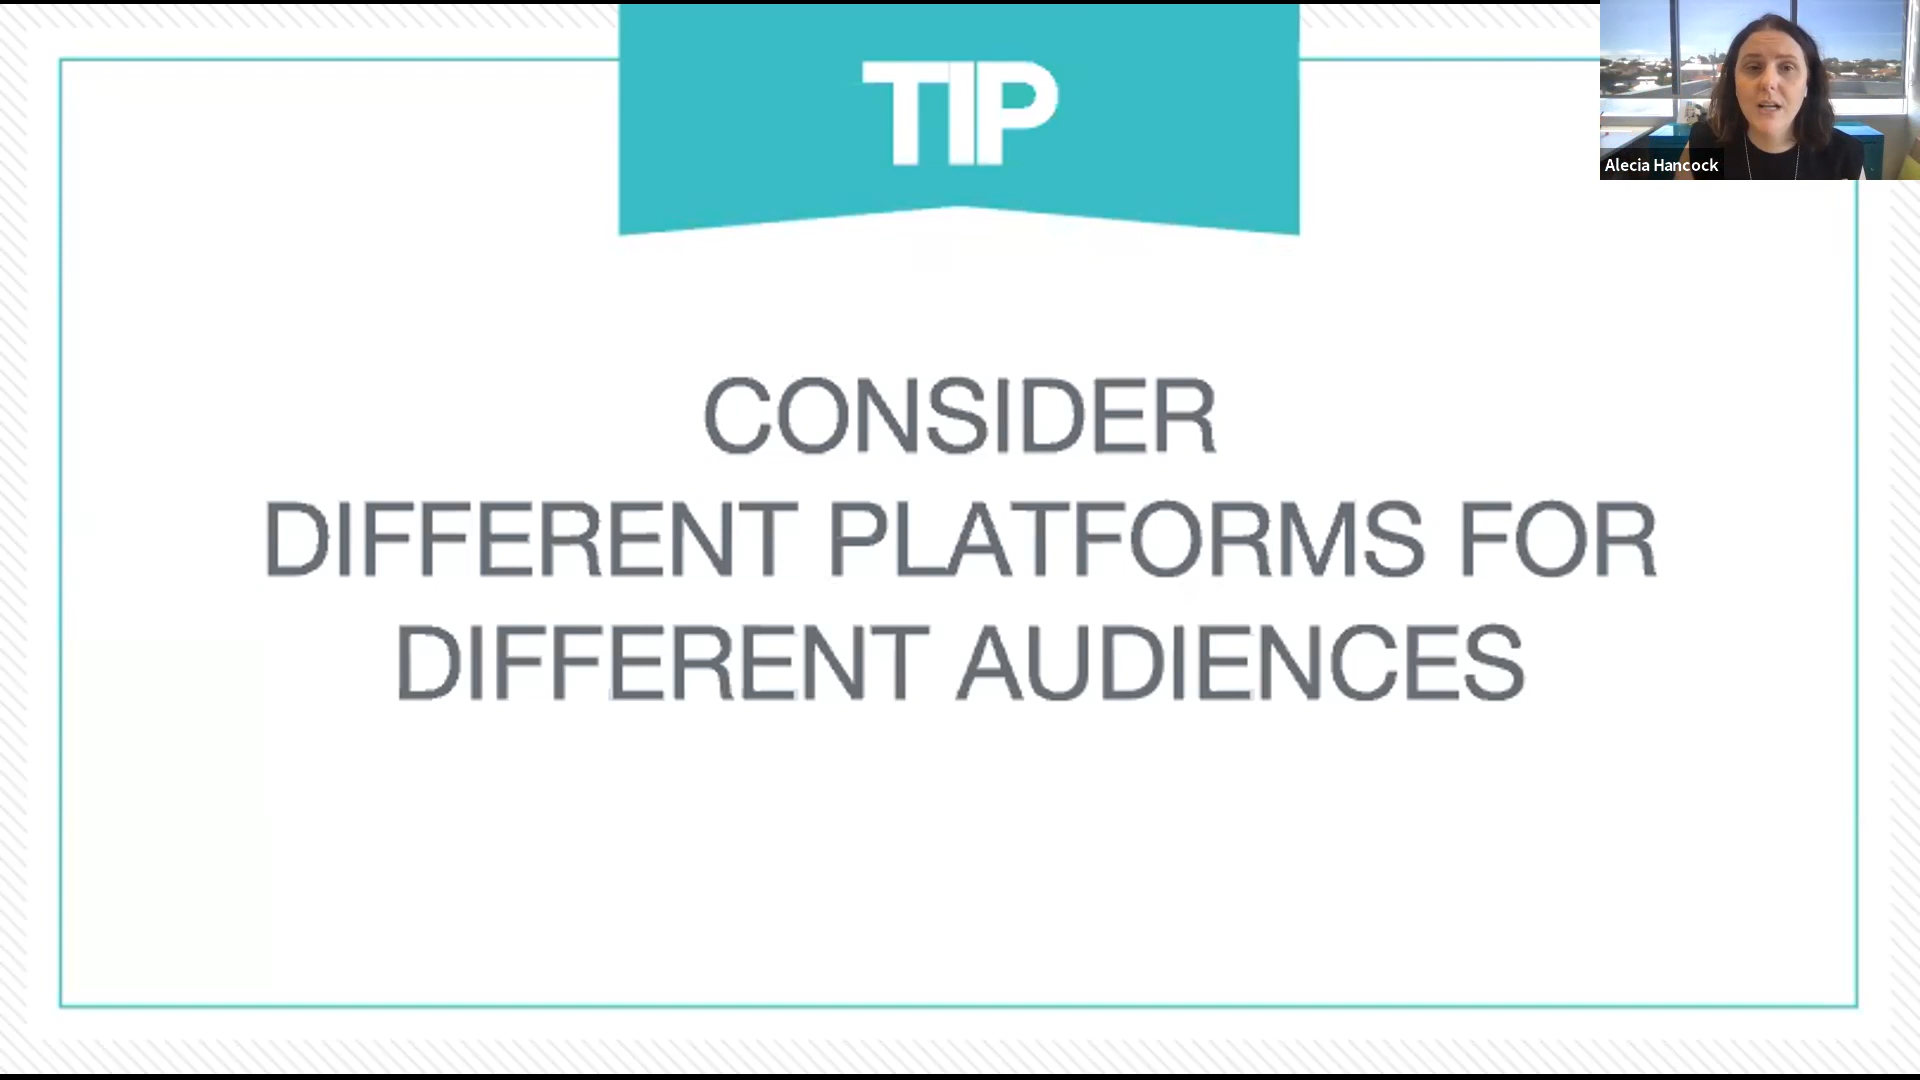 TIP
Alecia Hancock
CONSIDER
DIFFERENT PLATFORMS FOR
DIFFERENT AUDIENCES